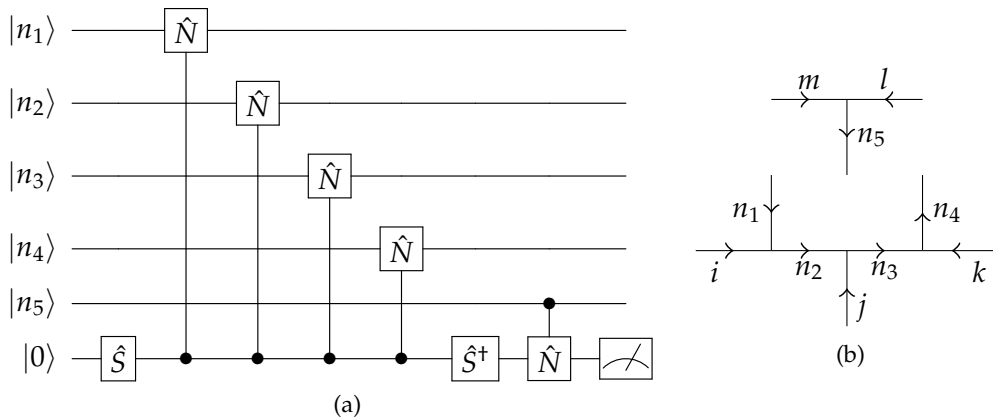 |n₁⟩ N̂
|n₂⟩ N̂
|n₃⟩ N̂
|n₄⟩ N̂
|n₅⟩
|0⟩ Ŝ Ŝ† N̂
(a)
m l
n₅
n₁ n₄
i n₂ n₃ k
j
(b)